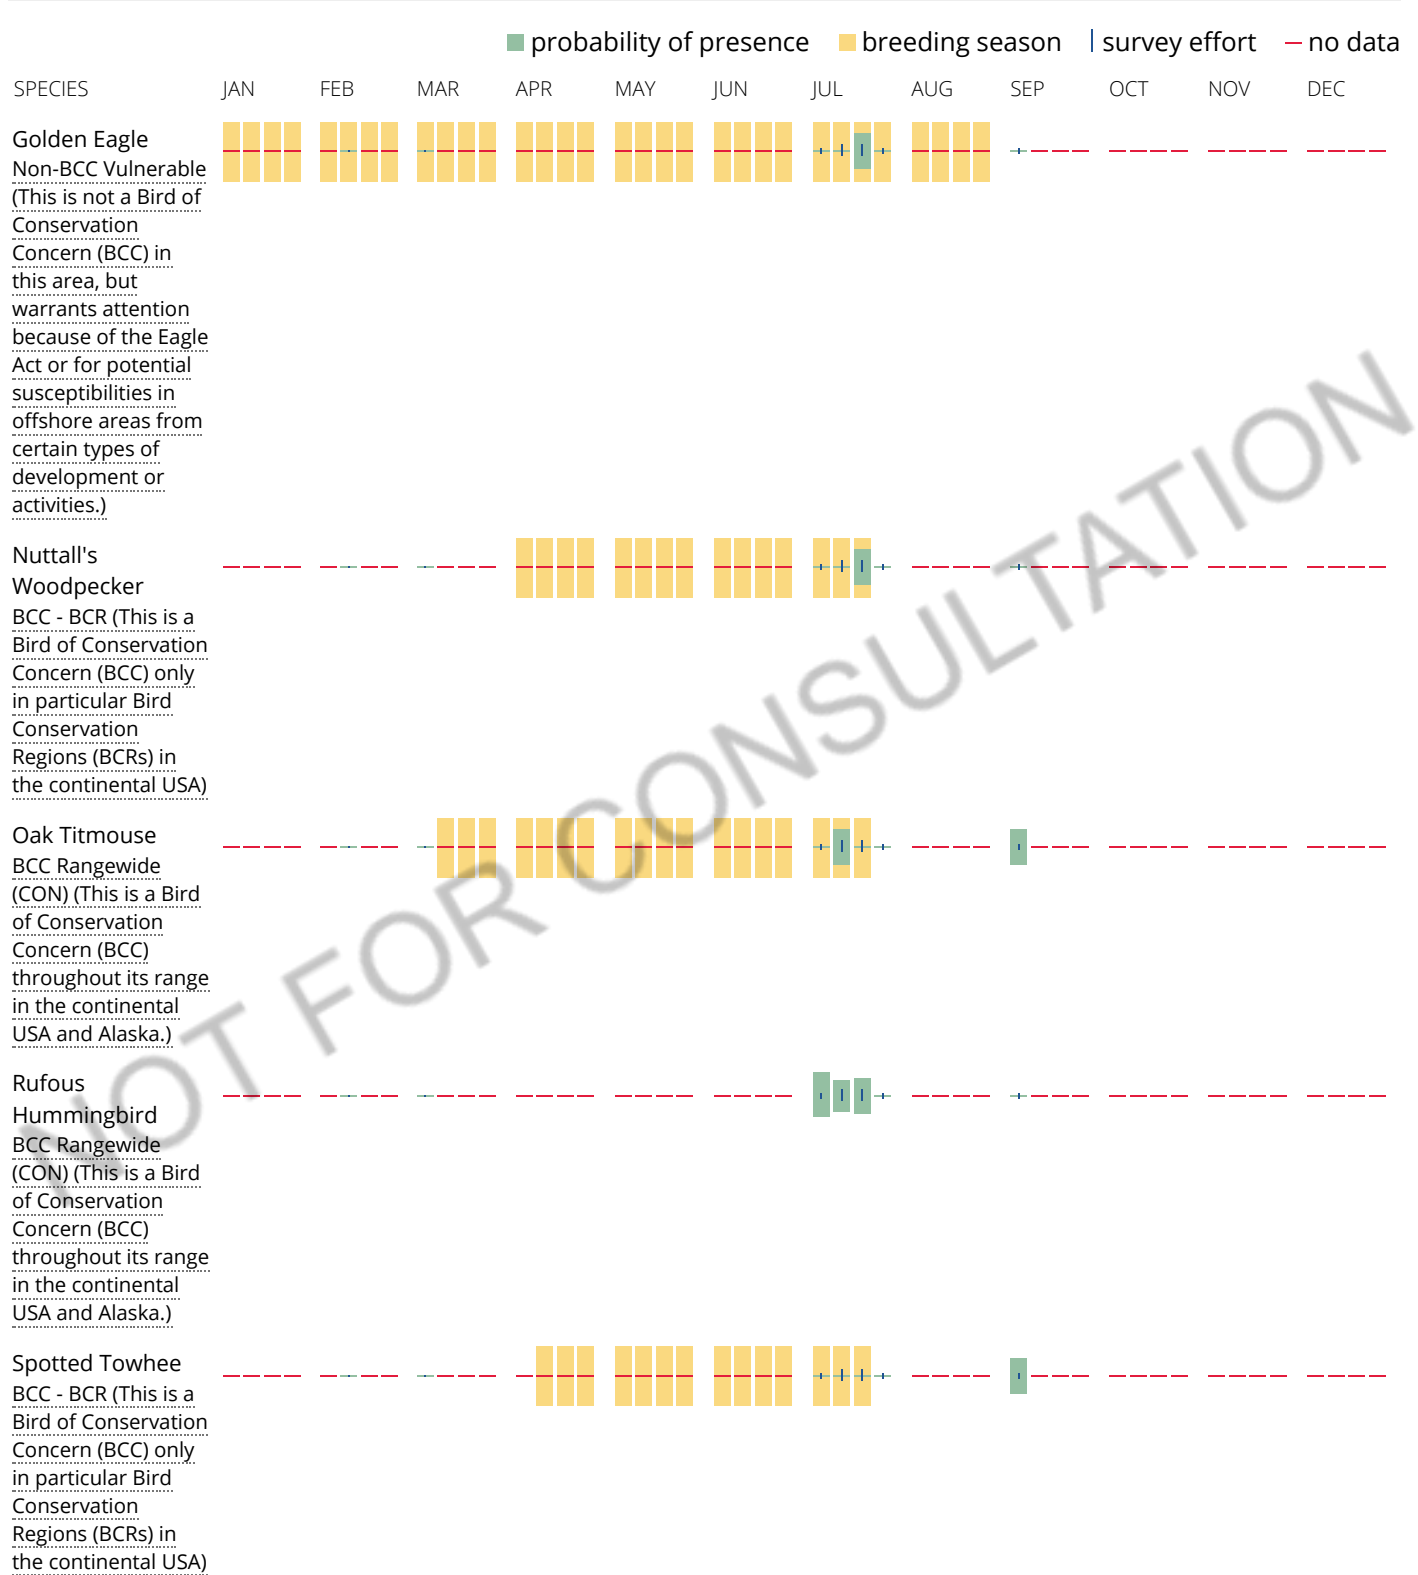 probability of presence breeding season survey effort no data
SPECIES JAN FEB MAR APR MAY JUN JUL AUG SEP OCT NOV DEC
Golden Eagle
Non-BCC Vulnerable
(This is not a Bird of
Conservation
Concern (BCC) in
this area, but
warrants attention
because of the Eagle
Act or for potential
susceptibilities in
offshore areas from
certain types of
development or
activities.)
Nuttall's
Woodpecker
BCC - BCR (This is a
Bird of Conservation
Concern (BCC) only
in particular Bird
Conservation
Regions (BCRs) in
the continental USA)
Oak Titmouse
BCC Rangewide
(CON) (This is a Bird
of Conservation
Concern (BCC)
throughout its range
in the continental
USA and Alaska.)
Rufous
Hummingbird
BCC Rangewide
(CON) (This is a Bird
of Conservation
Concern (BCC)
throughout its range
in the continental
USA and Alaska.)
Spotted Towhee
BCC - BCR (This is a
Bird of Conservation
Concern (BCC) only
in particular Bird
Conservation
Regions (BCRs) in
the continental USA)
NOT FOR CONSULTATION